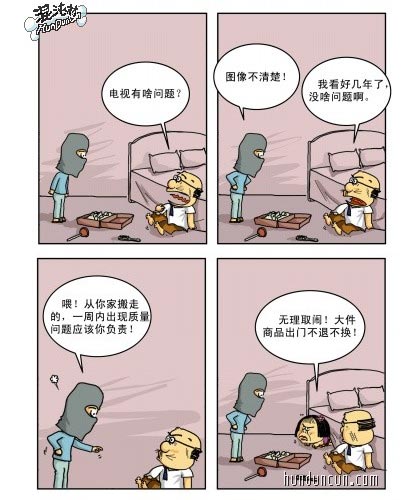 混沌村
HunDunCun
电视有啥问题？
图像不清楚！
我看好几年了，
没啥问题啊。
喂！从你家搬走
的，一周内出现质量
问题应该你负责！
无理取闹！大件
商品出门不退不换！
hunduncun.com